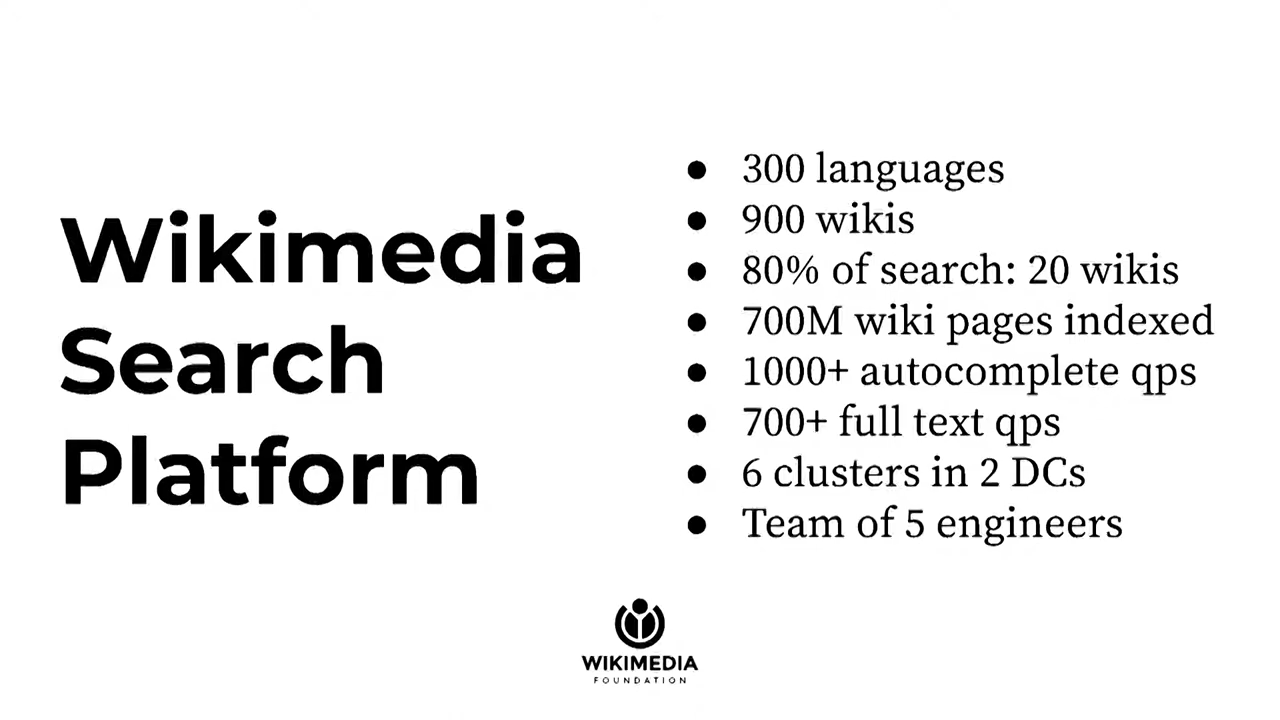 Wikimedia
Search
Platform
● 300 languages
● 900 wikis
● 80% of search: 20 wikis
● 700M wiki pages indexed
● 1000+ autocomplete qps
● 700+ full text qps
● 6 clusters in 2 DCs
● Team of 5 engineers
WIKIMEDIA
FOUNDATION